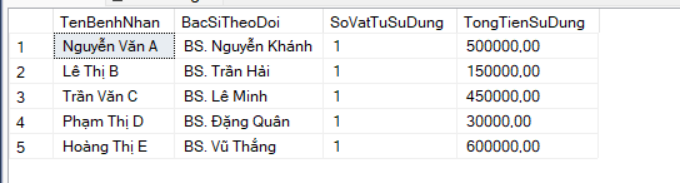 TenBenhNhan BacSiTheoDoi SoVatTuSuDung TongTienSuDung
1 Nguyễn Văn A BS. Nguyễn Khánh 1 500000,00
2 Lê Thị B BS. Trần Hải 1 150000,00
3 Trần Văn C BS. Lê Minh 1 450000,00
4 Phạm Thị D BS. Đặng Quân 1 30000,00
5 Hoàng Thị E BS. Vũ Thắng 1 600000,00